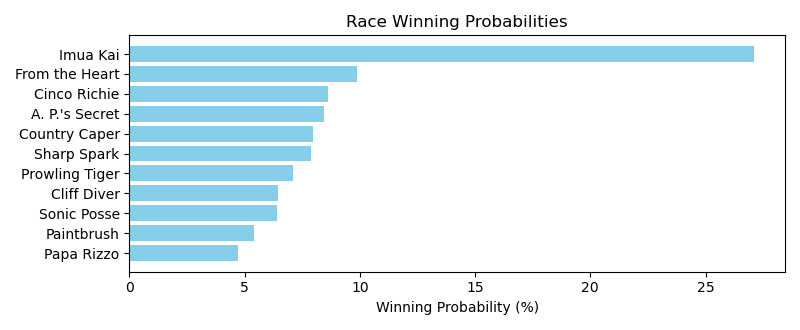 Race Winning Probabilities
Imua Kai
From the Heart
Cinco Richie
A. P.'s Secret
Country Caper
Sharp Spark
Prowling Tiger
Cliff Diver
Sonic Posse
Paintbrush
Papa Rizzo
0 5 10 15 20 25
Winning Probability (%)